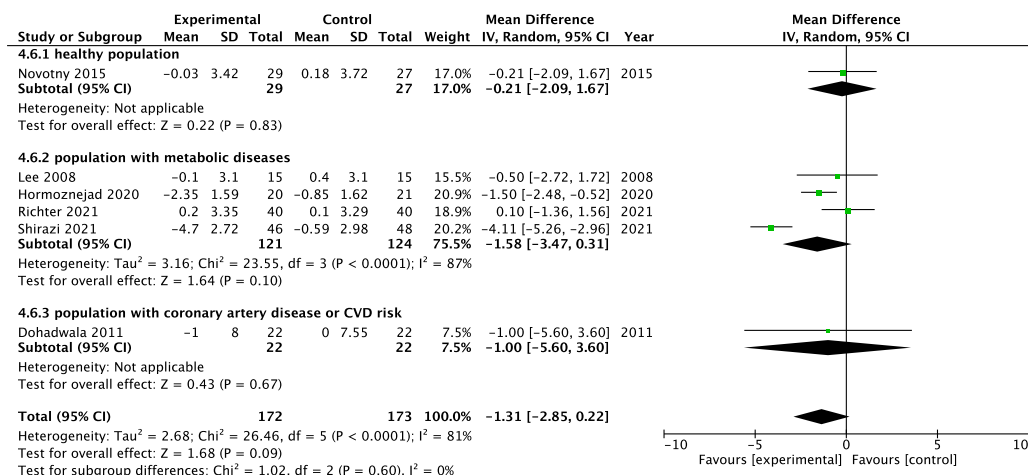 Experimental Control Mean Difference Mean Difference
Study or Subgroup Mean SD Total Mean SD Total Weight IV, Random, 95% CI Year IV, Random, 95% CI
4.6.1 healthy population
Novotny 2015 −0.03 3.42 29 0.18 3.72 27 17.0% −0.21 [−2.09, 1.67] 2015
Subtotal (95% CI) 29 27 17.0% −0.21 [−2.09, 1.67]
Heterogeneity: Not applicable
Test for overall effect: Z = 0.22 (P = 0.83)
4.6.2 population with metabolic diseases
Lee 2008 −0.1 3.1 15 0.4 3.1 15 15.5% −0.50 [−2.72, 1.72] 2008
Hormoznejad 2020 −2.35 1.59 20 −0.85 1.62 21 20.9% −1.50 [−2.48, −0.52] 2020
Richter 2021 0.2 3.35 40 0.1 3.29 40 18.9% 0.10 [−1.36, 1.56] 2021
Shirazi 2021 −4.7 2.72 46 −0.59 2.98 48 20.2% −4.11 [−5.26, −2.96] 2021
Subtotal (95% CI) 121 124 75.5% −1.58 [−3.47, 0.31]
Heterogeneity: Tau² = 3.16; Chi² = 23.55, df = 3 (P < 0.0001); I² = 87%
Test for overall effect: Z = 1.64 (P = 0.10)
4.6.3 population with coronary artery disease or CVD risk
Dohadwala 2011 −1 8 22 0 7.55 22 7.5% −1.00 [−5.60, 3.60] 2011
Subtotal (95% CI) 22 22 7.5% −1.00 [−5.60, 3.60]
Heterogeneity: Not applicable
Test for overall effect: Z = 0.43 (P = 0.67)
Total (95% CI) 172 173 100.0% −1.31 [−2.85, 0.22]
Heterogeneity: Tau² = 2.68; Chi² = 26.46, df = 5 (P < 0.0001); I² = 81%
Test for overall effect: Z = 1.68 (P = 0.09)
Test for subgroup differences: Chi² = 1.02, df = 2 (P = 0.60), I² = 0%
−10 −5 0 5 10
Favours [experimental] Favours [control]